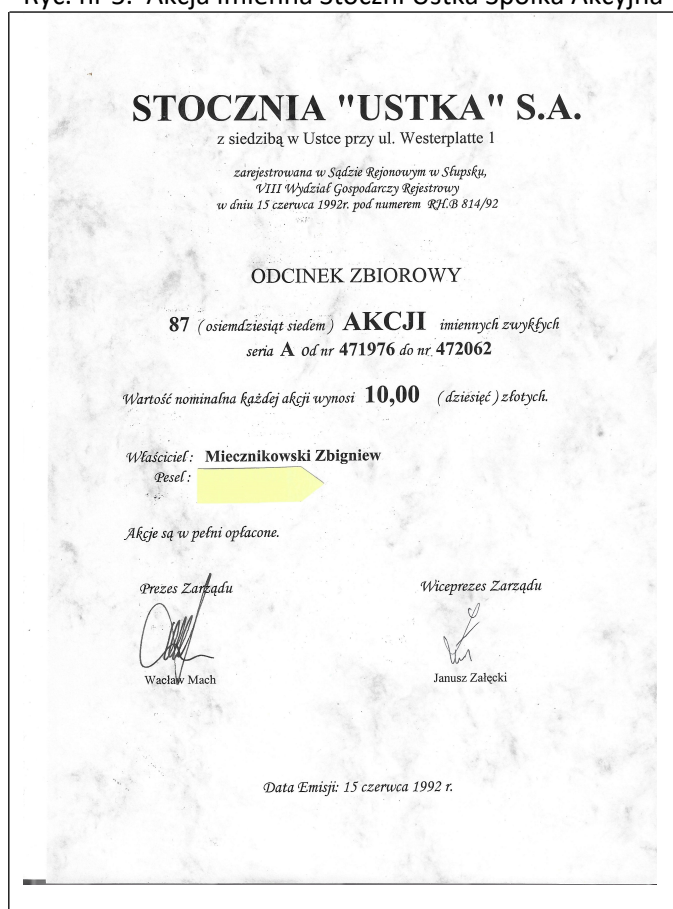 Ryc. nr 3. Akcja imienna Stoczni Ustka Spółka Akcyjna
STOCZNIA "USTKA" S.A.
z siedzibą w Ustce przy ul. Westerplatte 1
zarejestrowana w Sądzie Rejonowym w Słupsku,
VIII Wydział Gospodarczy Rejestrowy
w dniu 15 czerwca 1992r. pod numerem RH.B 814/92
ODCINEK ZBIOROWY
87 (osiemdziesiąt siedem) AKCJI imiennych zwykłych
seria A od nr 471976 do nr 472062
Wartość nominalna każdej akcji wynosi 10,00 (dziesięć) złotych.
Właściciel : Miecznikowski Zbigniew
Pesel :
Akcje są w pełni opłacone.
Prezes Zarządu Wiceprezes Zarządu
Wacław Mach Janusz Załęcki
Data Emisji: 15 czerwca 1992 r.